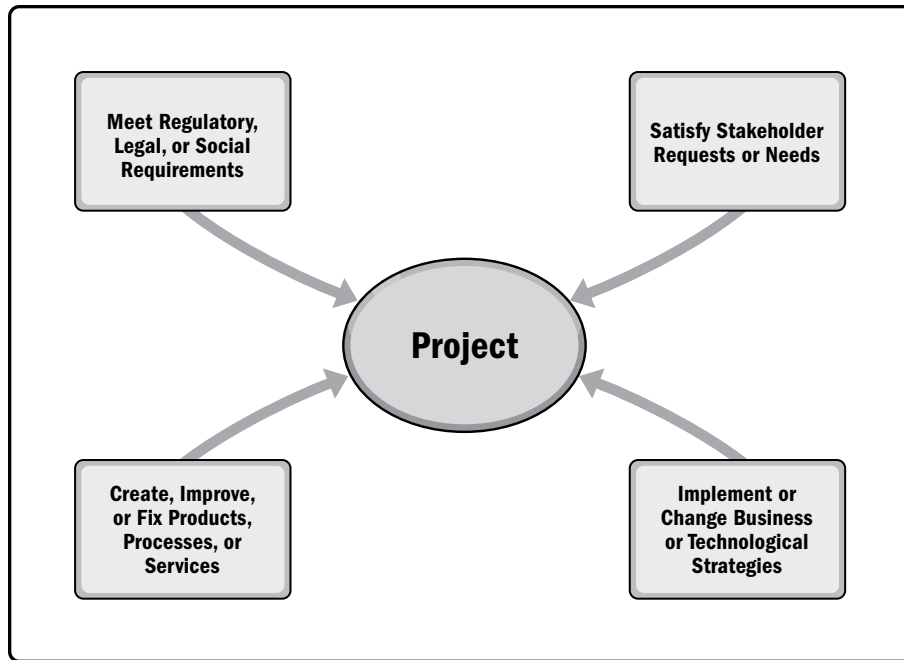 Meet Regulatory,
Legal, or Social
Requirements
Satisfy Stakeholder
Requests or Needs
Project
Create, Improve,
or Fix Products,
Processes, or
Services
Implement or
Change Business
or Technological
Strategies